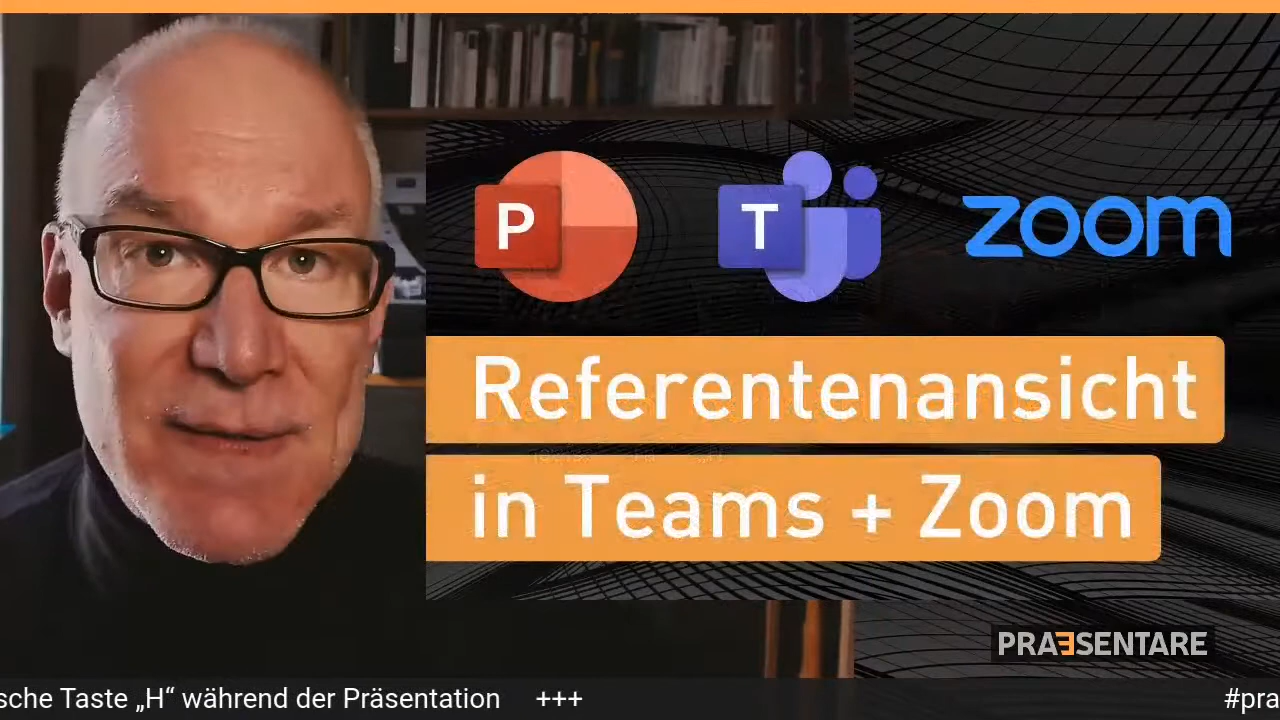 P
T
zoom
Referentenansicht
in Teams + Zoom
PRAESENTARE
sche Taste „H“ während der Präsentation +++ #pra